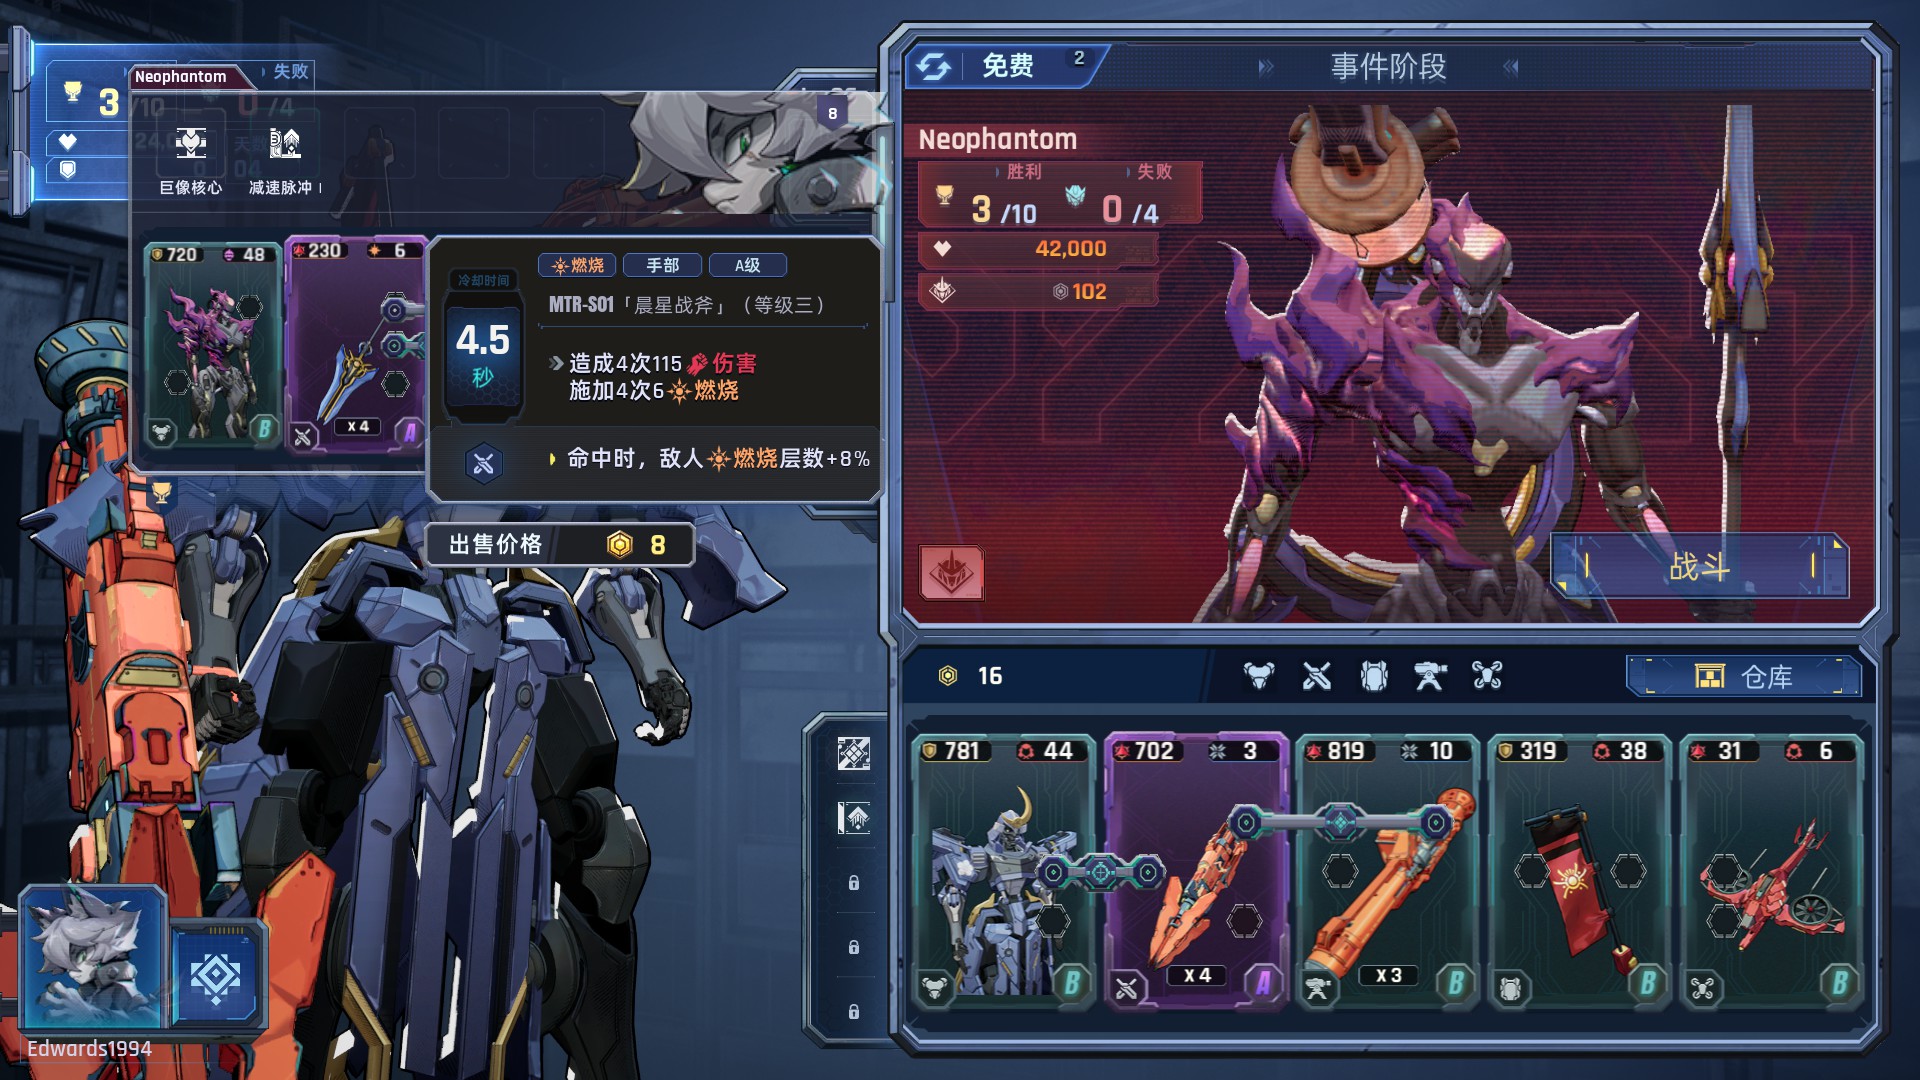 Neophantom
失败
3/10
0/4
24,0
天数
04
8
巨像核心
减速脉冲 I
720
48
B
230
6
x4
A
冷却时间
4.5
秒
燃烧
手部
A级
MTR-S01「晨星战斧」（等级三）
造成4次115伤害
施加4次6燃烧
命中时，敌人燃烧层数+8%
出售价格
8
Edwards1994
免费
2
事件阶段
Neophantom
胜利
失败
3/10
0/4
42,000
102
战斗
16
仓库
781
44
B
702
3
x4
A
819
10
x3
B
319
38
B
31
6
B